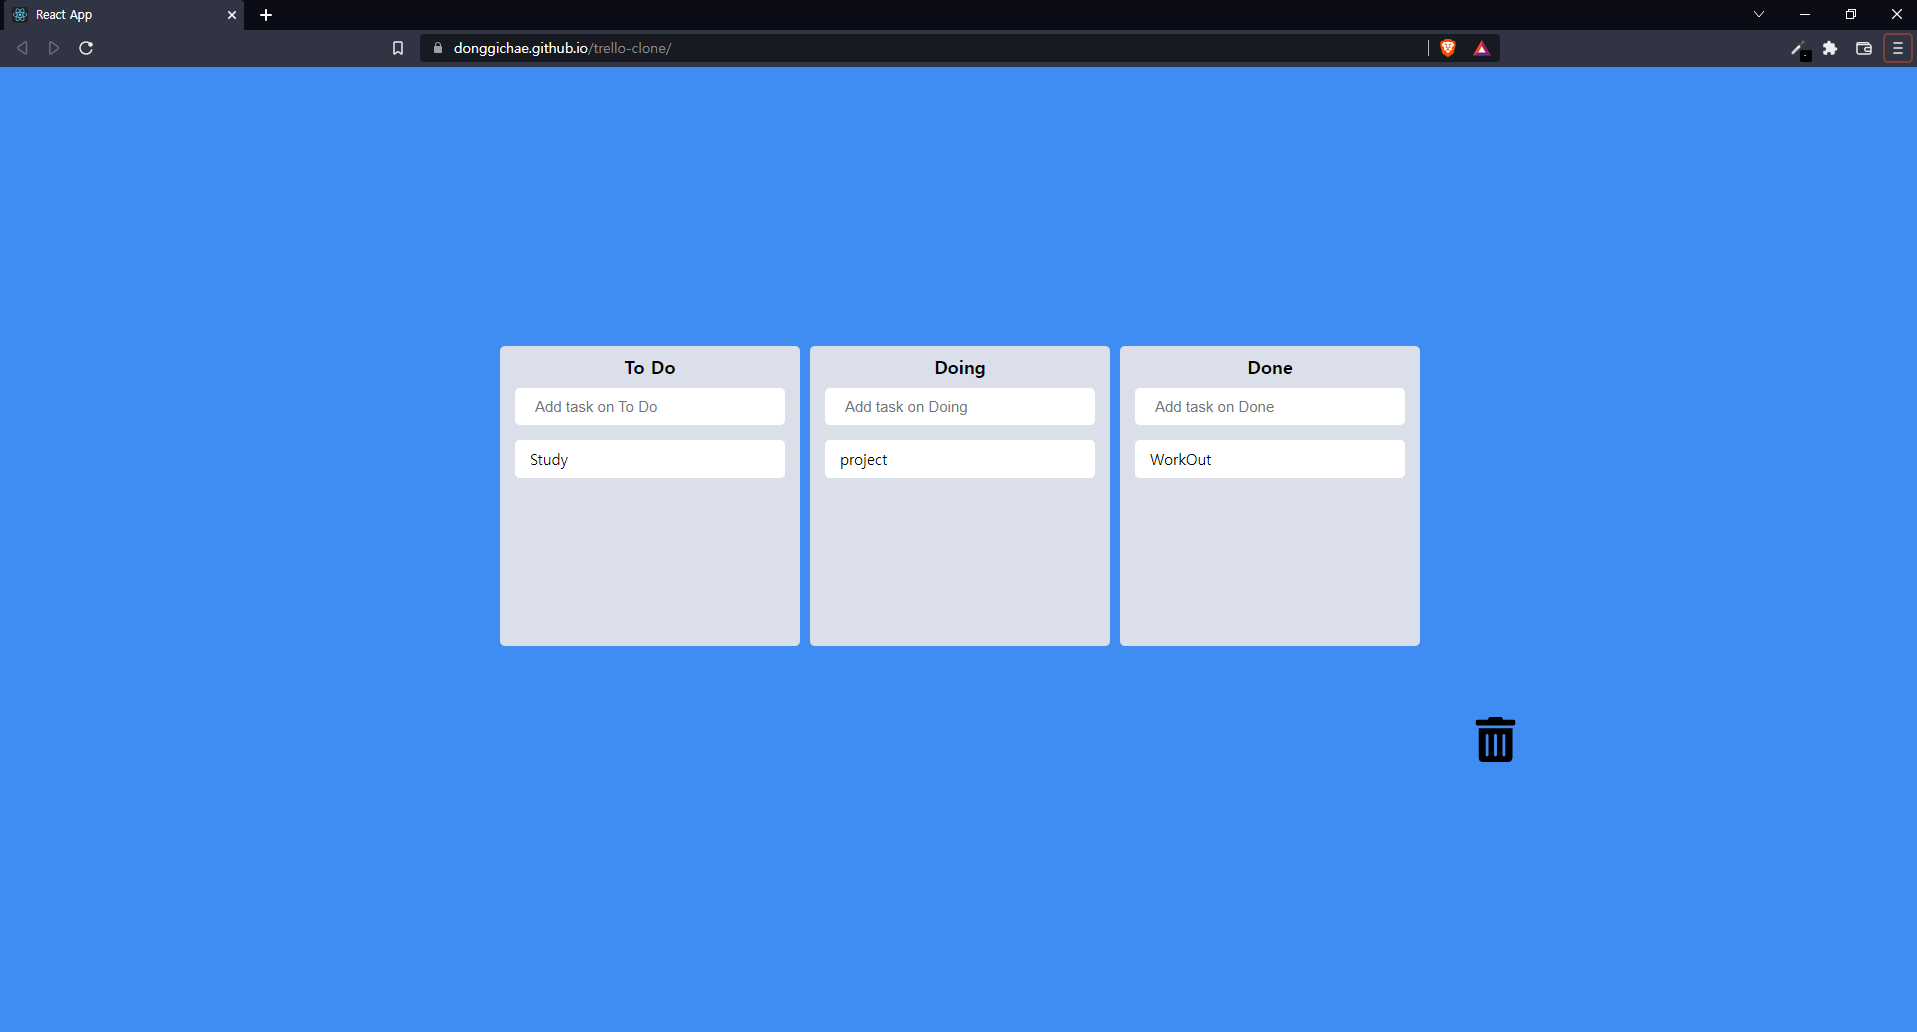 React App
donggichae.github.io/trello-clone/
To Do
Add task on To Do
Study
Doing
Add task on Doing
project
Done
Add task on Done
WorkOut